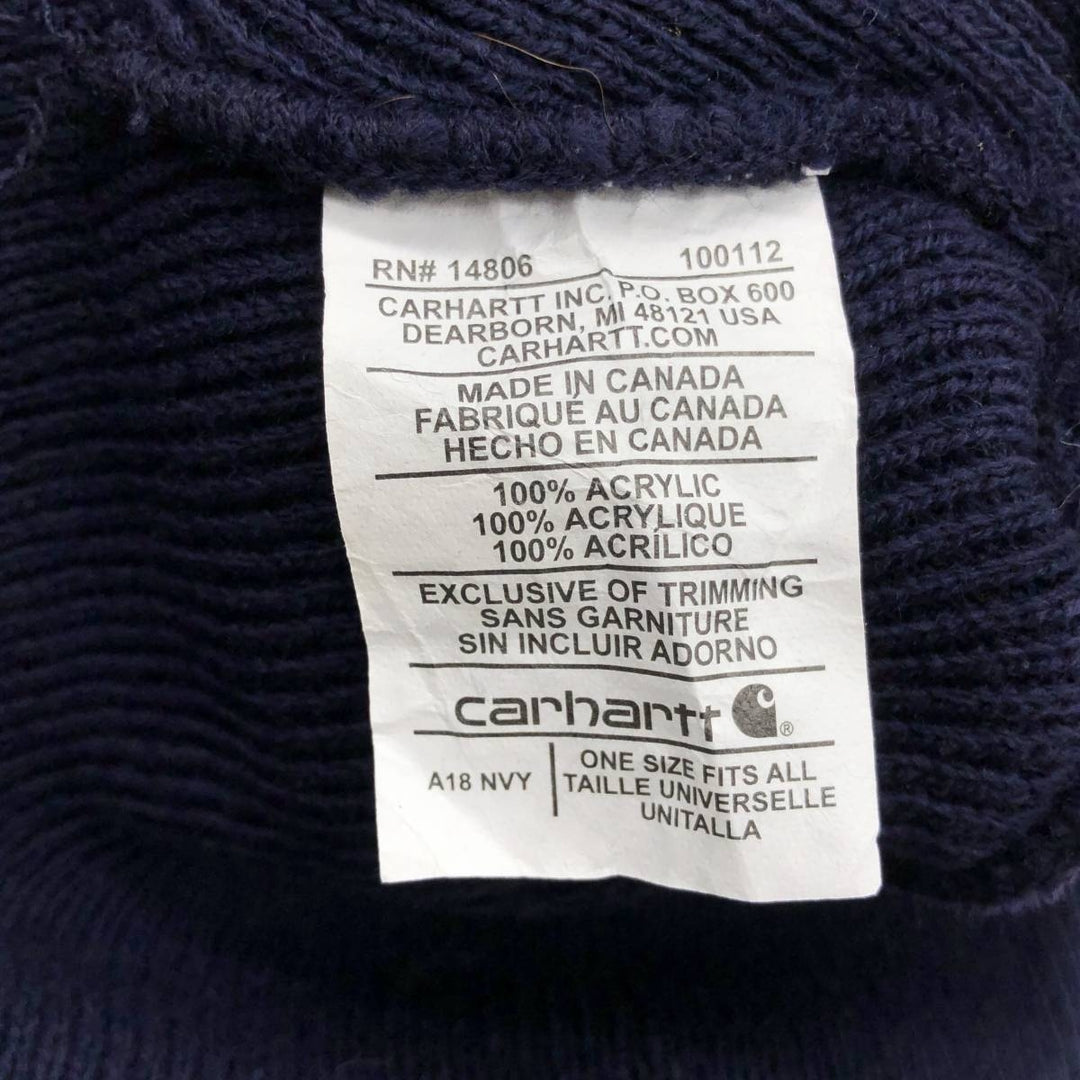 RN# 14806 100112
CARHARTT INC. P.O. BOX 600
DEARBORN, MI 48121 USA
CARHARTT.COM
MADE IN CANADA
FABRIQUÉ AU CANADA
HECHO EN CANADA
100% ACRYLIC
100% ACRYLIQUE
100% ACRÍLICO
EXCLUSIVE OF TRIMMING
SANS GARNITURE
SIN INCLUIR ADORNO
carhartt ®
A18 NVY
ONE SIZE FITS ALL
TAILLE UNIVERSELLE
UNITALLA